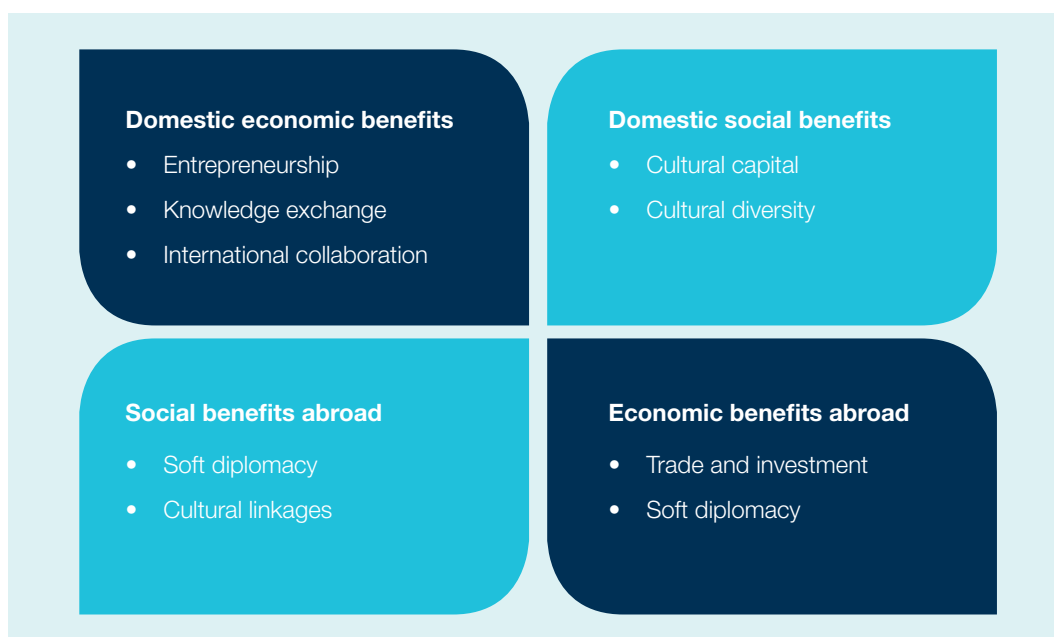 Domestic economic benefits
• Entrepreneurship
• Knowledge exchange
• International collaboration
Domestic social benefits
• Cultural capital
• Cultural diversity
Social benefits abroad
• Soft diplomacy
• Cultural linkages
Economic benefits abroad
• Trade and investment
• Soft diplomacy